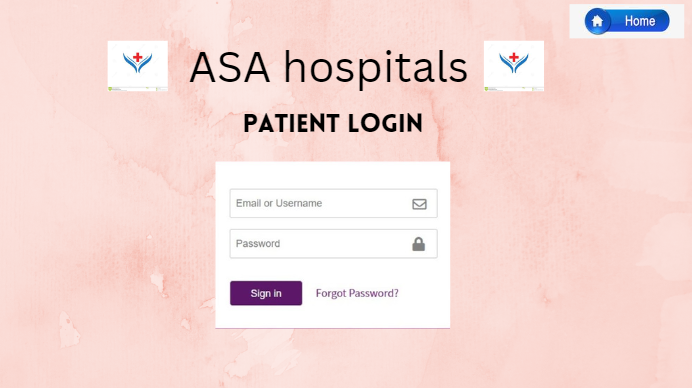 Home
ASA hospitals
PATIENT LOGIN
Email or Username
Password
Sign in
Forgot Password?